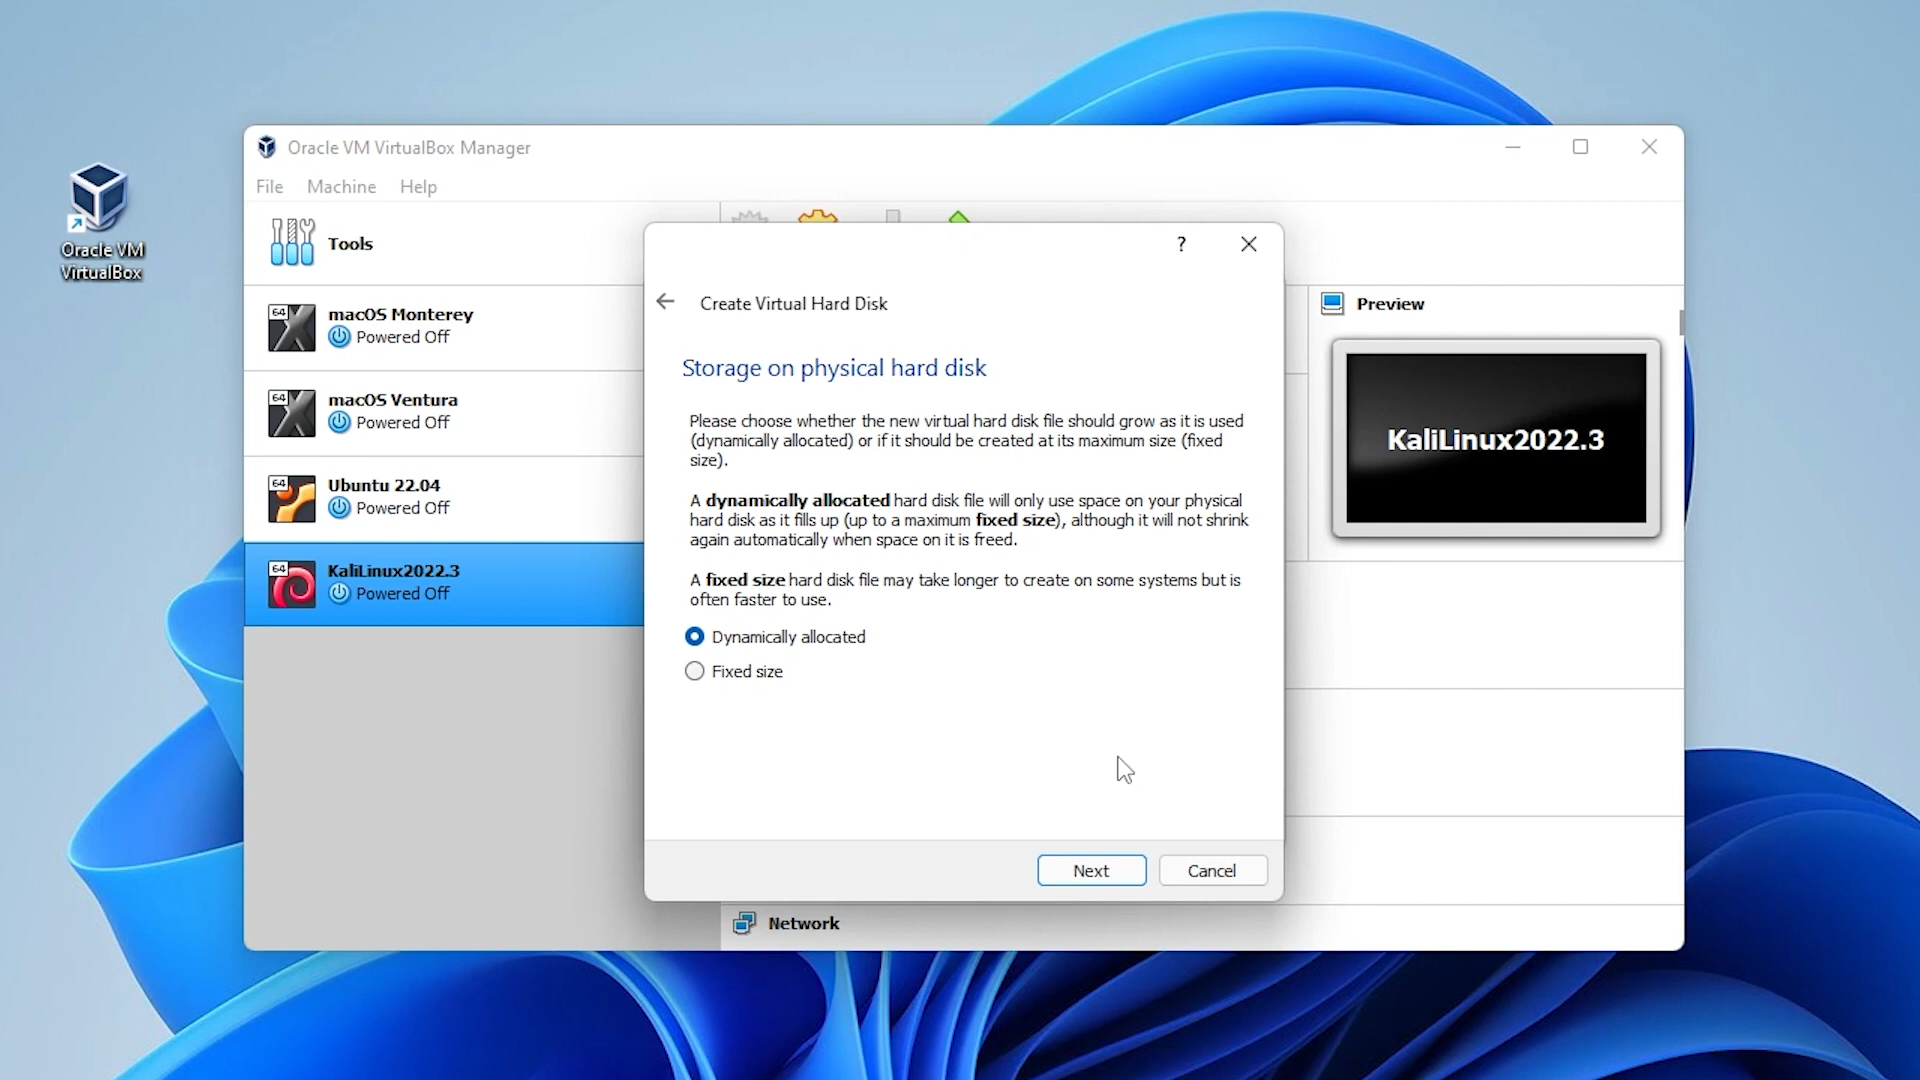 Oracle VM
VirtualBox
Oracle VM VirtualBox Manager
File Machine Help
Tools
64
macOS Monterey
Powered Off
64
macOS Ventura
Powered Off
64
Ubuntu 22.04
Powered Off
64
KaliLinux2022.3
Powered Off
?
Create Virtual Hard Disk
Storage on physical hard disk
Please choose whether the new virtual hard disk file should grow as it is used
(dynamically allocated) or if it should be created at its maximum size (fixed
size).
A dynamically allocated hard disk file will only use space on your physical
hard disk as it fills up (up to a maximum fixed size), although it will not shrink
again automatically when space on it is freed.
A fixed size hard disk file may take longer to create on some systems but is
often faster to use.
Dynamically allocated
Fixed size
Next Cancel
Preview
KaliLinux2022.3
Network